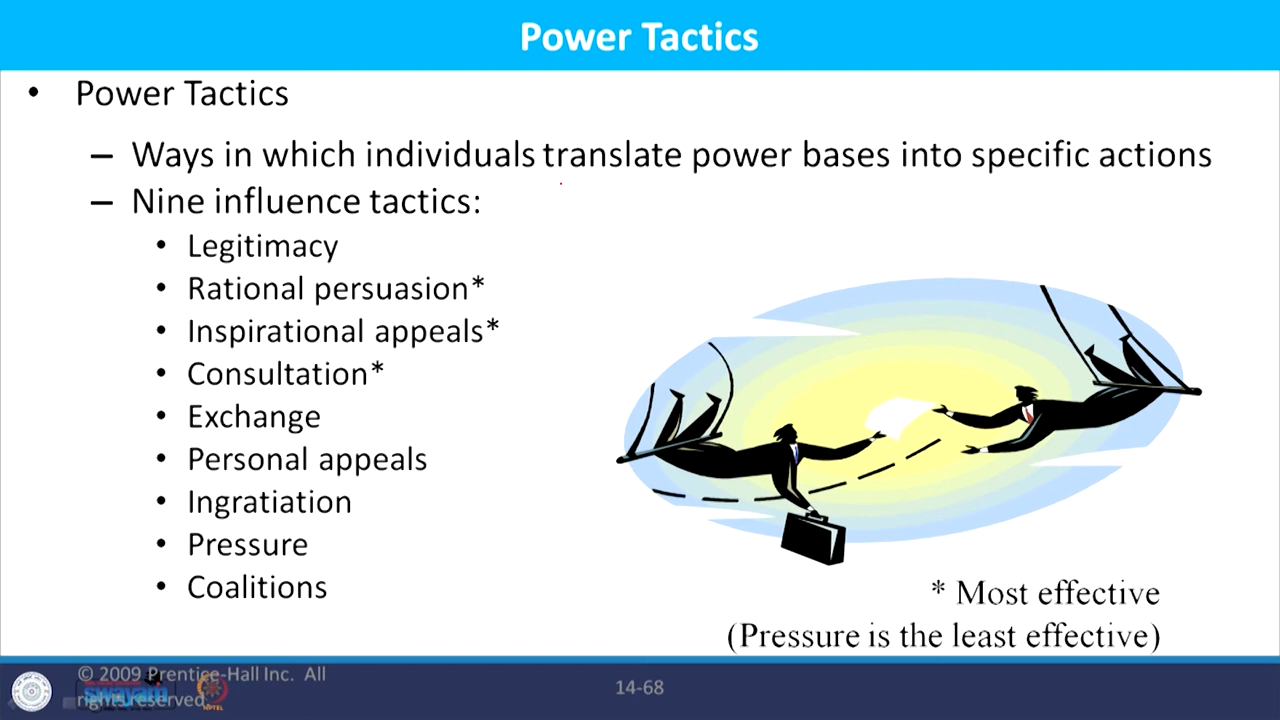 Power Tactics
• Power Tactics
– Ways in which individuals translate power bases into specific actions
– Nine influence tactics:
• Legitimacy
• Rational persuasion*
• Inspirational appeals*
• Consultation*
• Exchange
• Personal appeals
• Ingratiation
• Pressure
• Coalitions
* Most effective
(Pressure is the least effective)
© 2009 Prentice-Hall Inc. All
rights reserved.
swayam
NPTEL
14-68